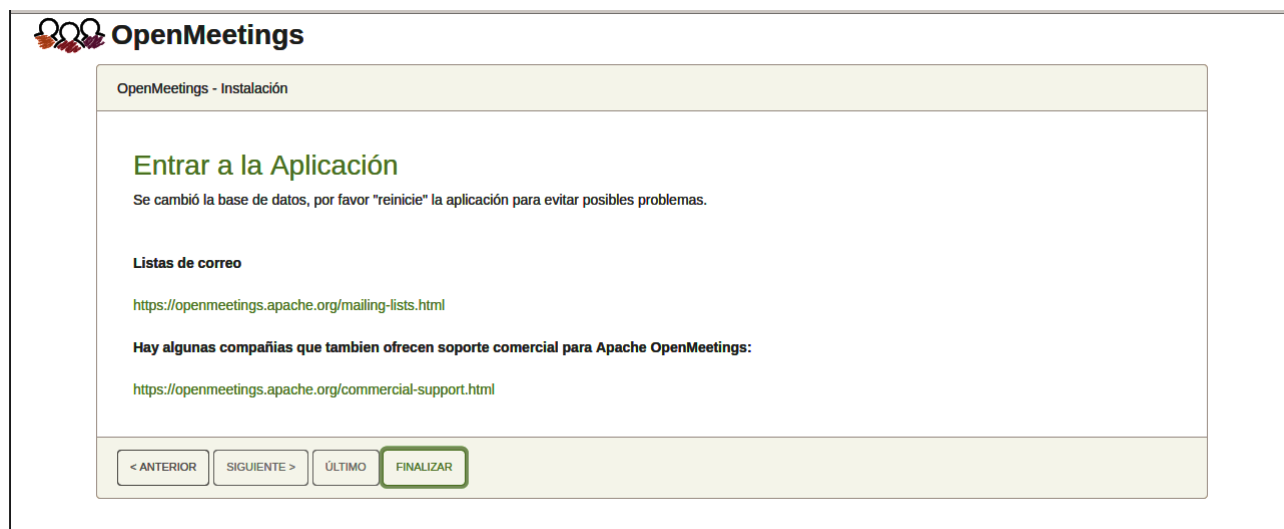 OpenMeetings
OpenMeetings - Instalación
Entrar a la Aplicación
Se cambió la base de datos, por favor "reinicie" la aplicación para evitar posibles problemas.
Listas de correo
https://openmeetings.apache.org/mailing-lists.html
Hay algunas compañias que tambien ofrecen soporte comercial para Apache OpenMeetings:
https://openmeetings.apache.org/commercial-support.html
< ANTERIOR SIGUIENTE > ÚLTIMO FINALIZAR